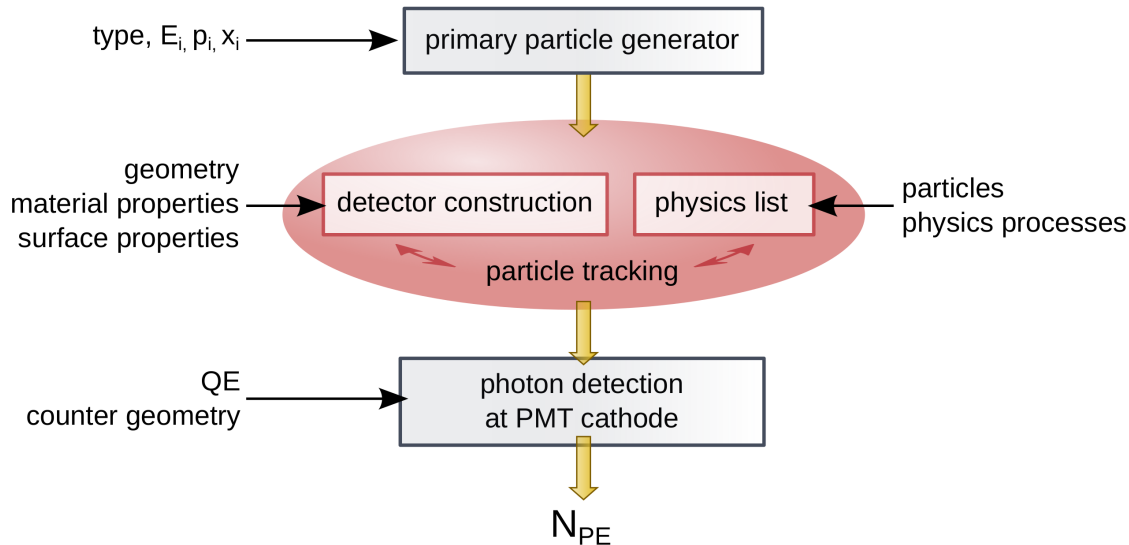 type, Ei, pi, xi
primary particle generator
geometry
material properties
surface properties
detector construction
physics list
particles
physics processes
particle tracking
QE
counter geometry
photon detection
at PMT cathode
NPE